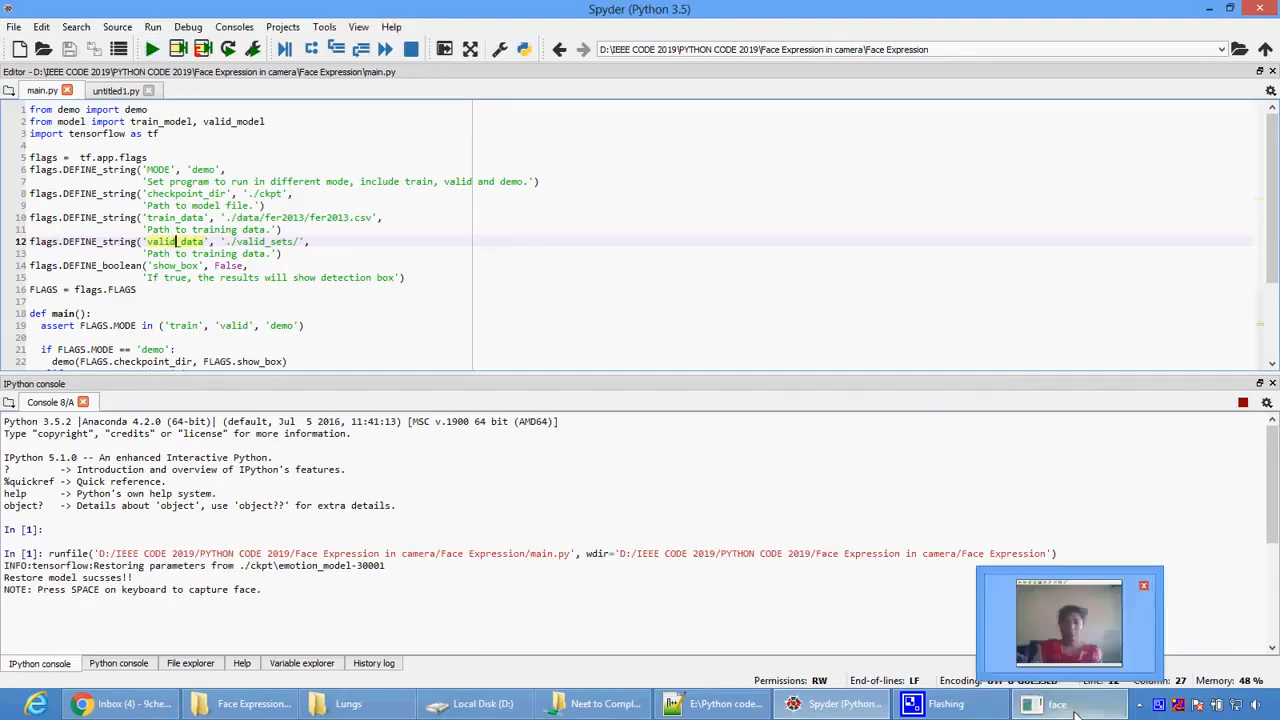 Spyder (Python 3.5)
File Edit Search Source Run Debug Consoles Projects Tools View Help
D:\IEEE CODE 2019\PYTHON CODE 2019\Face Expression in camera\Face Expression
Editor - D:\IEEE CODE 2019\PYTHON CODE 2019\Face Expression in camera\Face Expression\main.py
main.py untitled1.py
1 from demo import demo
2 from model import train_model, valid_model
3 import tensorflow as tf
4
5 flags =  tf.app.flags
6 flags.DEFINE_string('MODE', 'demo',
7 'Set program to run in different mode, include train, valid and demo.')
8 flags.DEFINE_string('checkpoint_dir', './ckpt',
9 'Path to model file.')
10 flags.DEFINE_string('train_data', './data/fer2013/fer2013.csv',
11 'Path to training data.')
12 flags.DEFINE_string('valid_data', './valid_sets/',
13 'Path to training data.')
14 flags.DEFINE_boolean('show_box', False,
15 'If true, the results will show detection box')
16 FLAGS = flags.FLAGS
17
18 def main():
19 assert FLAGS.MODE in ('train', 'valid', 'demo')
20
21 if FLAGS.MODE == 'demo':
22 demo(FLAGS.checkpoint_dir, FLAGS.show_box)
IPython console
Console 8/A
Python 3.5.2 |Anaconda 4.2.0 (64-bit)| (default, Jul  5 2016, 11:41:13) [MSC v.1900 64 bit (AMD64)]
Type "copyright", "credits" or "license" for more information.
IPython 5.1.0 -- An enhanced Interactive Python.
? -> Introduction and overview of IPython's features.
%quickref -> Quick reference.
help -> Python's own help system.
object? -> Details about 'object', use 'object??' for extra details.
In [1]:
In [1]: runfile('D:/IEEE CODE 2019/PYTHON CODE 2019/Face Expression in camera/Face Expression/main.py', wdir='D:/IEEE CODE 2019/PYTHON CODE 2019/Face Expression in camera/Face Expression')
INFO:tensorflow:Restoring parameters from ./ckpt\emotion_model-30001
Restore model sucsses!!
NOTE: Press SPACE on keyboard to capture face.
IPython console Python console File explorer Help Variable explorer History log
Permissions: RW End-of-lines: LF Encoding: Column: 27 Memory: 48 %
Inbox (3) - 9che... Face Expression... Lungs Local Disk (D:) Neet to Compl... E:\Python code... Spyder (Python... Flashing face